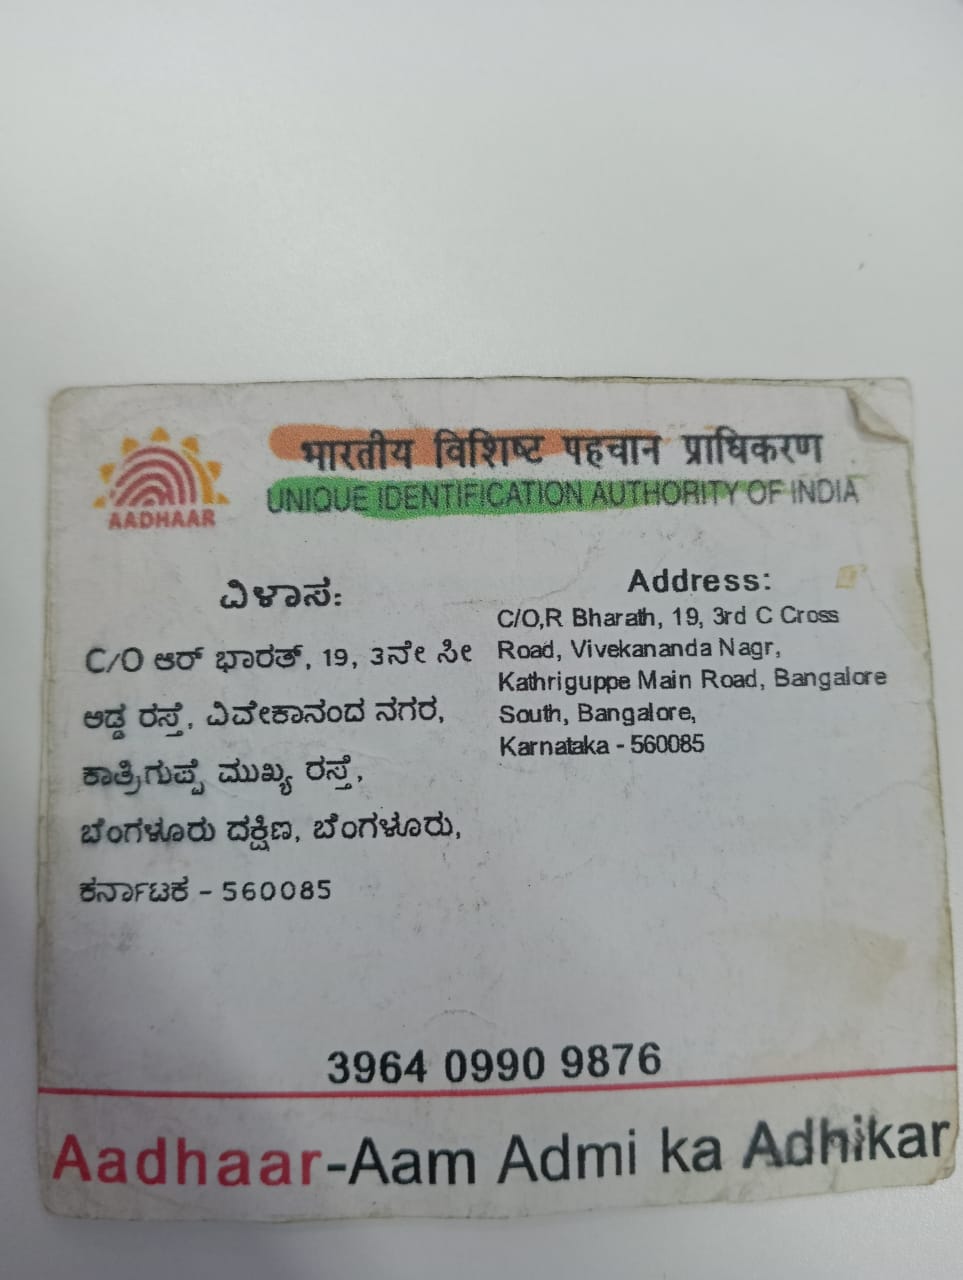 भारतीय विशिष्ट पहचान प्राधिकरण
UNIQUE IDENTIFICATION AUTHORITY OF INDIA
AADHAAR
ವಿಳಾಸ:
C/O ಆರ್ ಭಾರತ್, 19, 3ನೇ ಸೀ
ಅಡ್ಡ ರಸ್ತೆ, ವಿವೇಕಾನಂದ ನಗರ,
ಕಾತ್ರಿಗುಪ್ಪೆ ಮುಖ್ಯ ರಸ್ತೆ,
ಬೆಂಗಳೂರು ದಕ್ಷಿಣ, ಬೆಂಗಳೂರು,
ಕರ್ನಾಟಕ - 560085
Address:
C/O,R Bharath, 19, 3rd C Cross
Road, Vivekananda Nagr,
Kathriguppe Main Road, Bangalore
South, Bangalore,
Karnataka - 560085
3964 0990 9876
Aadhaar-Aam Admi ka Adhikar